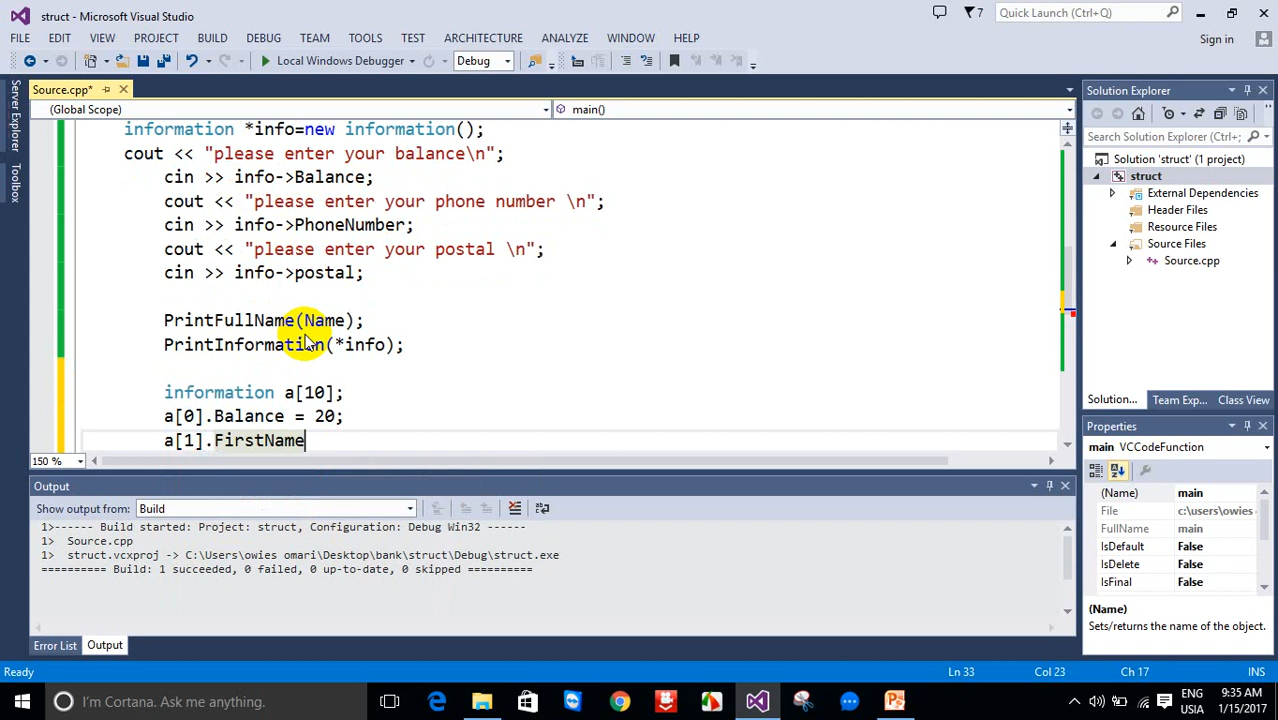 struct - Microsoft Visual Studio
7
Quick Launch (Ctrl+Q)
FILE EDIT VIEW PROJECT BUILD DEBUG TEAM TOOLS TEST ARCHITECTURE ANALYZE WINDOW HELP
Sign in
Local Windows Debugger
Debug
Server Explorer
Toolbox
Source.cpp*
(Global Scope)
main()
information *info=new information();
cout << "please enter your balance\n";
cin >> info->Balance;
cout << "please enter your phone number \n";
cin >> info->PhoneNumber;
cout << "please enter your postal \n";
cin >> info->postal;
PrintFullName(Name);
PrintInformation(*info);
information a[10];
a[0].Balance = 20;
a[1].FirstName
150 %
Output
Show output from: Build
1>------ Build started: Project: struct, Configuration: Debug Win32 ------
1> Source.cpp
1> struct.vcxproj -> C:\Users\owies omari\Desktop\bank\struct\Debug\struct.exe
========== Build: 1 succeeded, 0 failed, 0 up-to-date, 0 skipped ==========
Error List Output
Solution Explorer
Search Solution Explorer (Ctrl+;
Solution 'struct' (1 project)
struct
External Dependencies
Header Files
Resource Files
Source Files
Source.cpp
Solution... Team Exp... Class View
Properties
main VCCodeFunction
(Name) main
File c:\users\owies
FullName main
IsDefault False
IsDelete False
IsFinal False
(Name)
Sets/returns the name of the object.
Ready
Ln 33
Col 23
Ch 17
INS
I'm Cortana. Ask me anything.
ENG
USIA
9:35 AM
1/15/2017